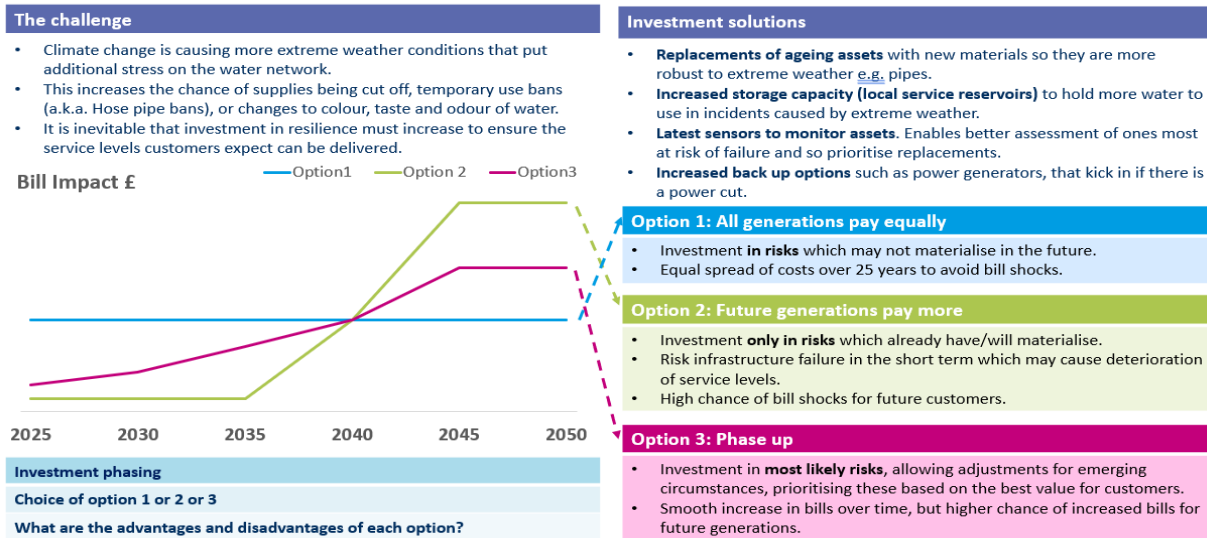 The challenge
• Climate change is causing more extreme weather conditions that put
additional stress on the water network.
• This increases the chance of supplies being cut off, temporary use bans
(a.k.a. Hose pipe bans), or changes to colour, taste and odour of water.
• It is inevitable that investment in resilience must increase to ensure the
service levels customers expect can be delivered.
Bill Impact £
Option1 Option 2 Option3
2025 2030 2035 2040 2045 2050
Investment phasing
Choice of option 1 or 2 or 3
What are the advantages and disadvantages of each option?
Investment solutions
• Replacements of ageing assets with new materials so they are more
robust to extreme weather e.g. pipes.
• Increased storage capacity (local service reservoirs) to hold more water to
use in incidents caused by extreme weather.
• Latest sensors to monitor assets. Enables better assessment of ones most
at risk of failure and so prioritise replacements.
• Increased back up options such as power generators, that kick in if there is
a power cut.
Option 1: All generations pay equally
• Investment in risks which may not materialise in the future.
• Equal spread of costs over 25 years to avoid bill shocks.
Option 2: Future generations pay more
• Investment only in risks which already have/will materialise.
• Risk infrastructure failure in the short term which may cause deterioration
of service levels.
• High chance of bill shocks for future customers.
Option 3: Phase up
• Investment in most likely risks, allowing adjustments for emerging
circumstances, prioritising these based on the best value for customers.
• Smooth increase in bills over time, but higher chance of increased bills for
future generations.